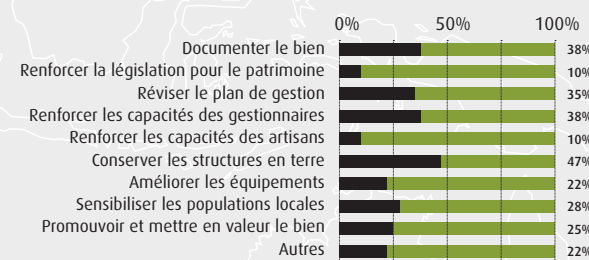 0% 50% 100%
Documenter le bien 38%
Renforcer la législation pour le patrimoine 10%
Réviser le plan de gestion 35%
Renforcer les capacités des gestionnaires 38%
Renforcer les capacités des artisans 10%
Conserver les structures en terre 47%
Améliorer les équipements 22%
Sensibiliser les populations locales 28%
Promouvoir et mettre en valeur le bien 25%
Autres 22%